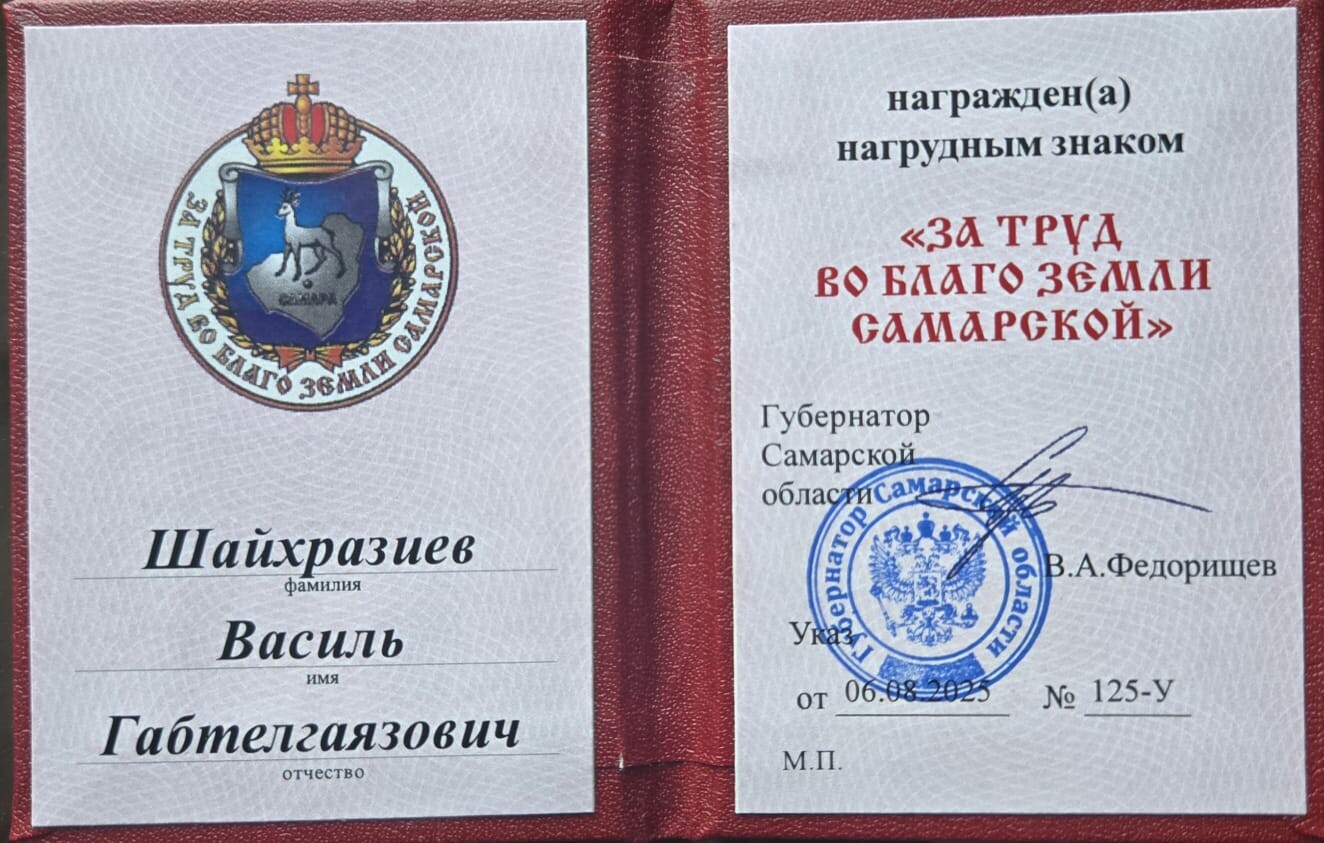 ЗА ТРУД ВО БЛАГО ЗЕМЛИ САМАРСКОЙ
САМАРА
Шайхразиев
фамилия
Василь
имя
Габтелгаязович
отчество
награжден(а)
нагрудным знаком
«ЗА ТРУД
ВО БЛАГО ЗЕМЛИ
САМАРСКОЙ»
Губернатор
Самарской
области
Губернатор Самарской области
В.А.Федорищев
Указ
от 06.08.2025 № 125-У
М.П.